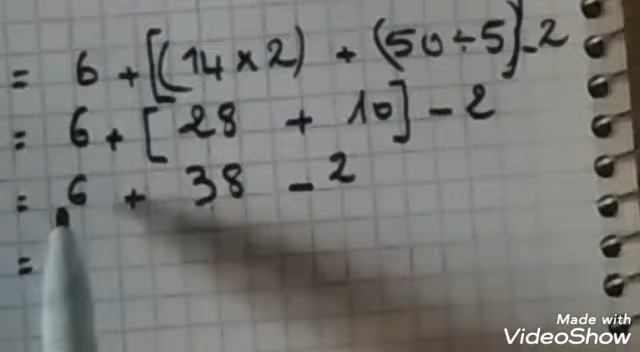 = 6 + [(14 × 2) + (50 ÷ 5)] - 2
= 6 + [28 + 10] - 2
= 6 + 38 - 2
=
Made with
VideoShow